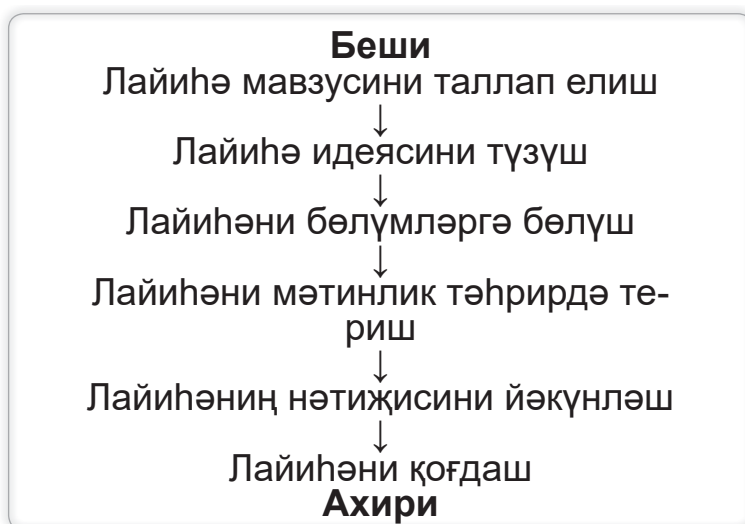 Беши
Лайиһә мавзусини таллап елиш
↓
Лайиһә идеясини түзүш
↓
Лайиһәни бөлүмләргә бөлүш
↓
Лайиһәни мәтинлик тәһрирдә те-
риш
↓
Лайиһәниң нәтиҗисини йәкүнләш
↓
Лайиһәни қоғдаш
Ахири